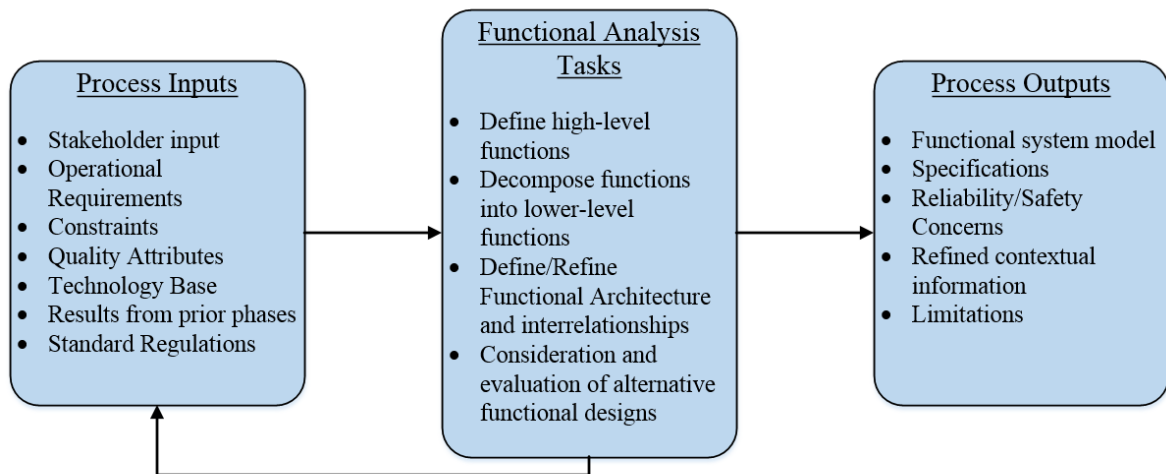 Process Inputs
• Stakeholder input
• Operational
Requirements
• Constraints
• Quality Attributes
• Technology Base
• Results from prior phases
• Standard Regulations
Functional Analysis
Tasks
• Define high-level
functions
• Decompose functions
into lower-level
functions
• Define/Refine
Functional Architecture
and interrelationships
• Consideration and
evaluation of alternative
functional designs
Process Outputs
• Functional system model
• Specifications
• Reliability/Safety
Concerns
• Refined contextual
information
• Limitations